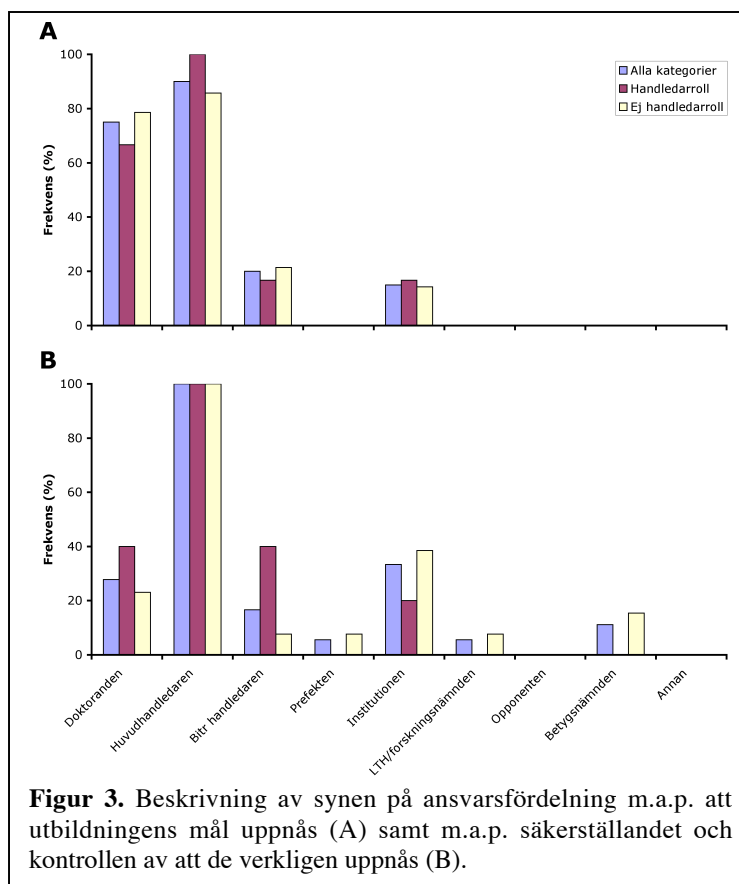 A
100
80
60
40
20
0
Frekvens (%)
Alla kategier
Handledarroll
Ej handledarroll
B
100
80
60
40
20
0
Frekvens (%)
Doktoranden
Huvudhandledaren
Bitr handledaren
Prefekten
Institutionen
LTH/forskningsnämnden
Opponenten
Betygsnämnden
Annan
Figur 3. Beskrivning av synen på ansvarsfördelning m.a.p. att
utbildningens mål uppnås (A) samt m.a.p. säkerställandet och
kontrollen av att de verkligen uppnås (B).